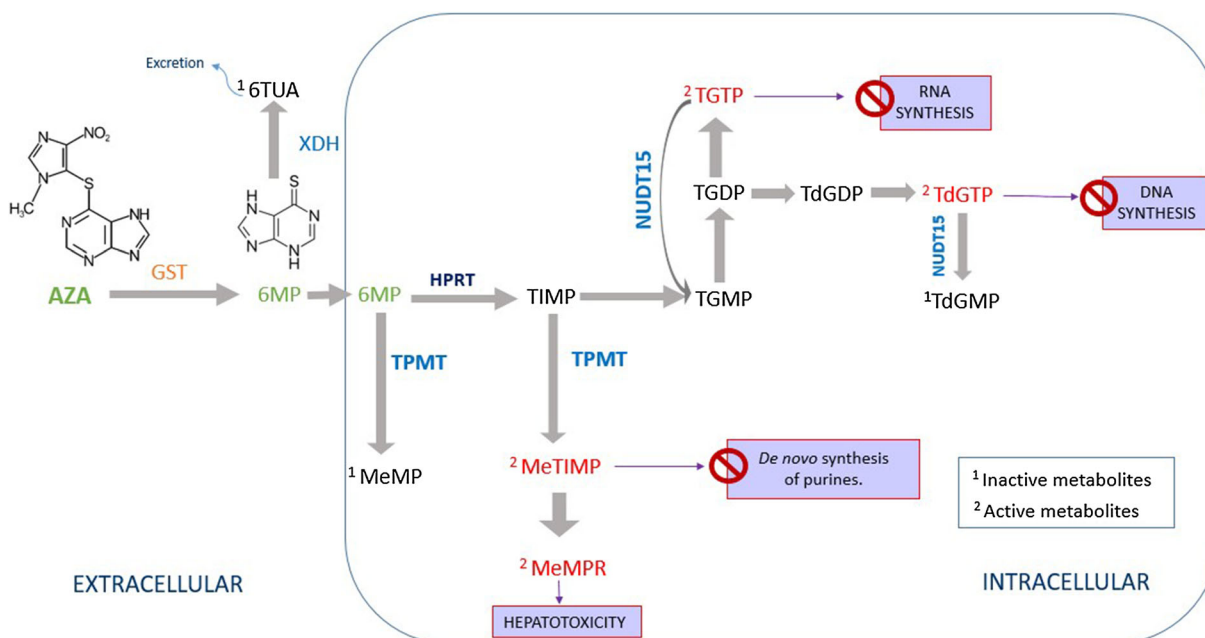 Excretion
¹ 6TUA
XDH
N
NO₂
N
N
S
H₃C
N
NH
N
N
S
H
N
N
N
N
H
AZA
GST
6MP
6MP
HPRT
TIMP
TGMP
TPMT
TPMT
¹ MeMP
² MeTIMP
De novo synthesis
of purines.
² MeMPR
HEPATOTOXICITY
² TGTP
RNA
SYNTHESIS
NUDT15
TGDP
TdGDP
² TdGTP
DNA
SYNTHESIS
NUDT15
¹TdGMP
¹ Inactive metabolites
² Active metabolites
EXTRACELLULAR
INTRACELLULAR